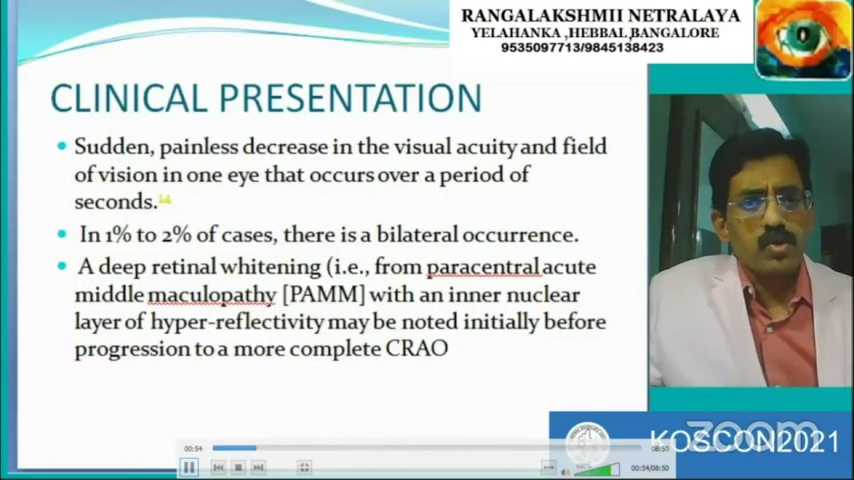 RANGALAKSHMII NETRALAYA
YELAHANKA ,HEBBAL,BANGALORE
9535097713/9845138423
CLINICAL PRESENTATION
Sudden, painless decrease in the visual acuity and field
of vision in one eye that occurs over a period of
seconds.14
In 1% to 2% of cases, there is a bilateral occurrence.
A deep retinal whitening (i.e., from paracentral acute
middle maculopathy [PAMM] with an inner nuclear
layer of hyper-reflectivity may be noted initially before
progression to a more complete CRAO
zoom
KOSCON2021
00:54
08:50
00:54/08:50